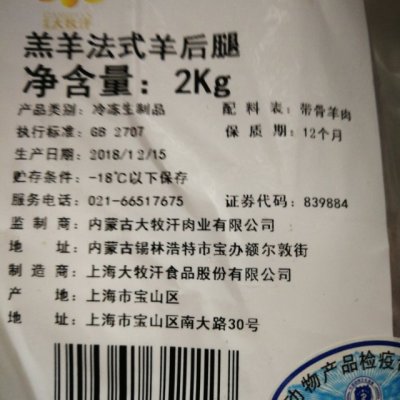 大牧汗
羔羊法式羊后腿
净含量：2Kg
产品类别：冷冻生制品 配 料 表：带骨羊肉
执行标准：GB 2707 保 质 期：12个月
生产日期：2018/12/15
贮存条件：-18℃以下保存
服务电话：021-66517675 证券代码：839884
监 制 商：内蒙古大牧汗肉业有限公司
地 址：内蒙古锡林浩特市宝办额尔敦街
制 造 商：上海大牧汗食品股份有限公司
产 地：上海市宝山区
地 址：上海市宝山区南大路30号
动物产品检疫合